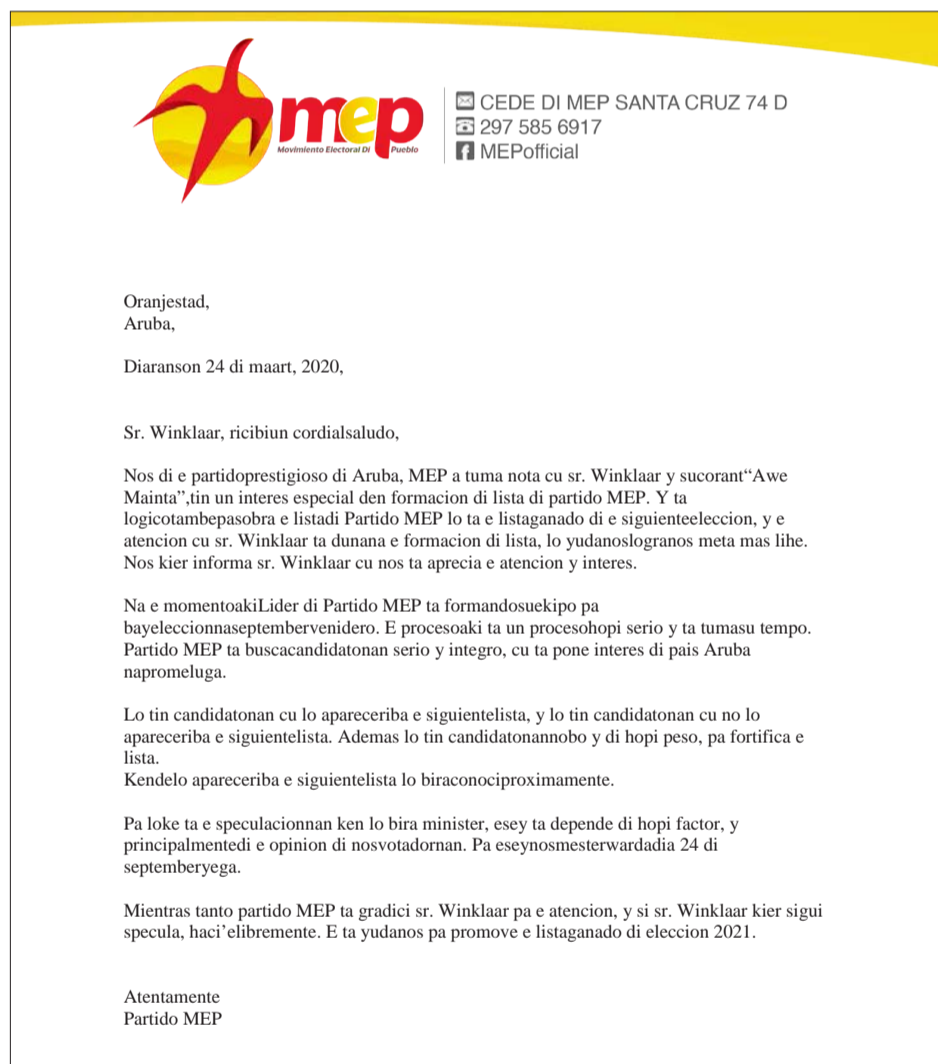 mep
Movimiento Electoral Di Pueblo
CEDE DI MEP SANTA CRUZ 74 D
297 585 6917
MEPofficial
Oranjestad,
Aruba,
Diaranson 24 di maart, 2020,
Sr. Winklaar, ricibiun cordialsaludo,
Nos di e partidoprestigioso di Aruba, MEP a tuma nota cu sr. Winklaar y sucorant“Awe
Mainta”,tin un interes especial den formacion di lista di partido MEP. Y ta
logicotambepasobra e listadi Partido MEP lo ta e listaganado di e siguienteeleccion, y e
atencion cu sr. Winklaar ta dunana e formacion di lista, lo yudanoslogranos meta mas lihe.
Nos kier informa sr. Winklaar cu nos ta aprecia e atencion y interes.
Na e momentoakiLider di Partido MEP ta formandosuekipo pa
bayeleccionnaseptembervenidero. E procesoaki ta un procesohopi serio y ta tumasu tempo.
Partido MEP ta buscacandidatonan serio y integro, cu ta pone interes di pais Aruba
napromeluga.
Lo tin candidatonan cu lo apareceriba e siguientelista, y lo tin candidatonan cu no lo
apareceriba e siguientelista. Ademas lo tin candidatonannobo y di hopi peso, pa fortifica e
lista.
Kendelo apareceriba e siguientelista lo biraconociproximamente.
Pa loke ta e speculacionnan ken lo bira minister, esey ta depende di hopi factor, y
principalmentedi e opinion di nosvotadornan. Pa eseynosmesterwardadia 24 di
septemberyega.
Mientras tanto partido MEP ta gradici sr. Winklaar pa e atencion, y si sr. Winklaar kier sigui
specula, haci’elibremente. E ta yudanos pa promove e listaganado di eleccion 2021.
Atentamente
Partido MEP